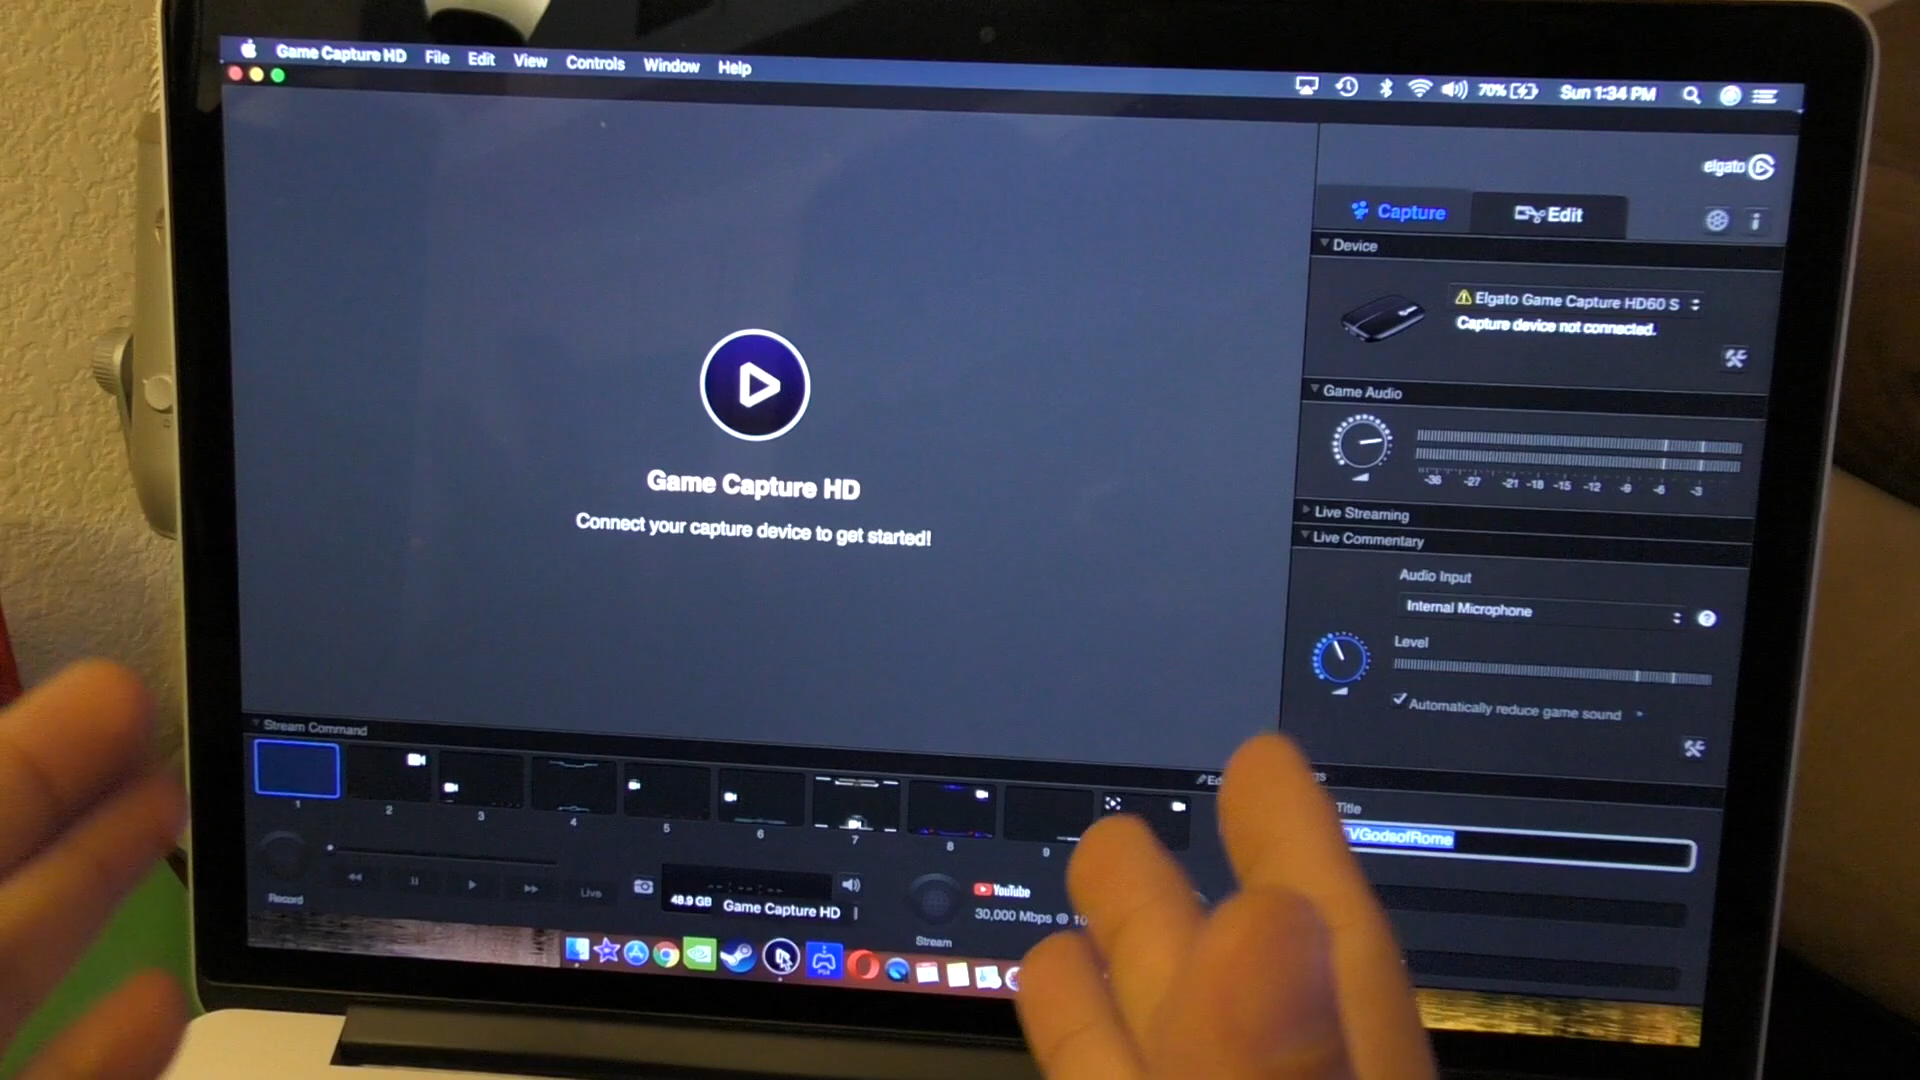 Game Capture HD File Edit View Controls Window Help
70% Sun 1:34 PM
elgato
Capture Edit
Device
Elgato Game Capture HD60 S
Capture device not connected.
Game Audio
-36 -27 -21 -18 -15 -12 -9 -6 -3
Live Streaming
Live Commentary
Audio Input
Internal Microphone
Level
Automatically reduce game sound
Game Capture HD
Connect your capture device to get started!
Stream Command
1 2 3 4 5 6 7 8 9
Title
VGodsofRome
Record
Live
48.9 GB
Game Capture HD
YouTube
30,000 Mbps @ 10
Stream
PS4